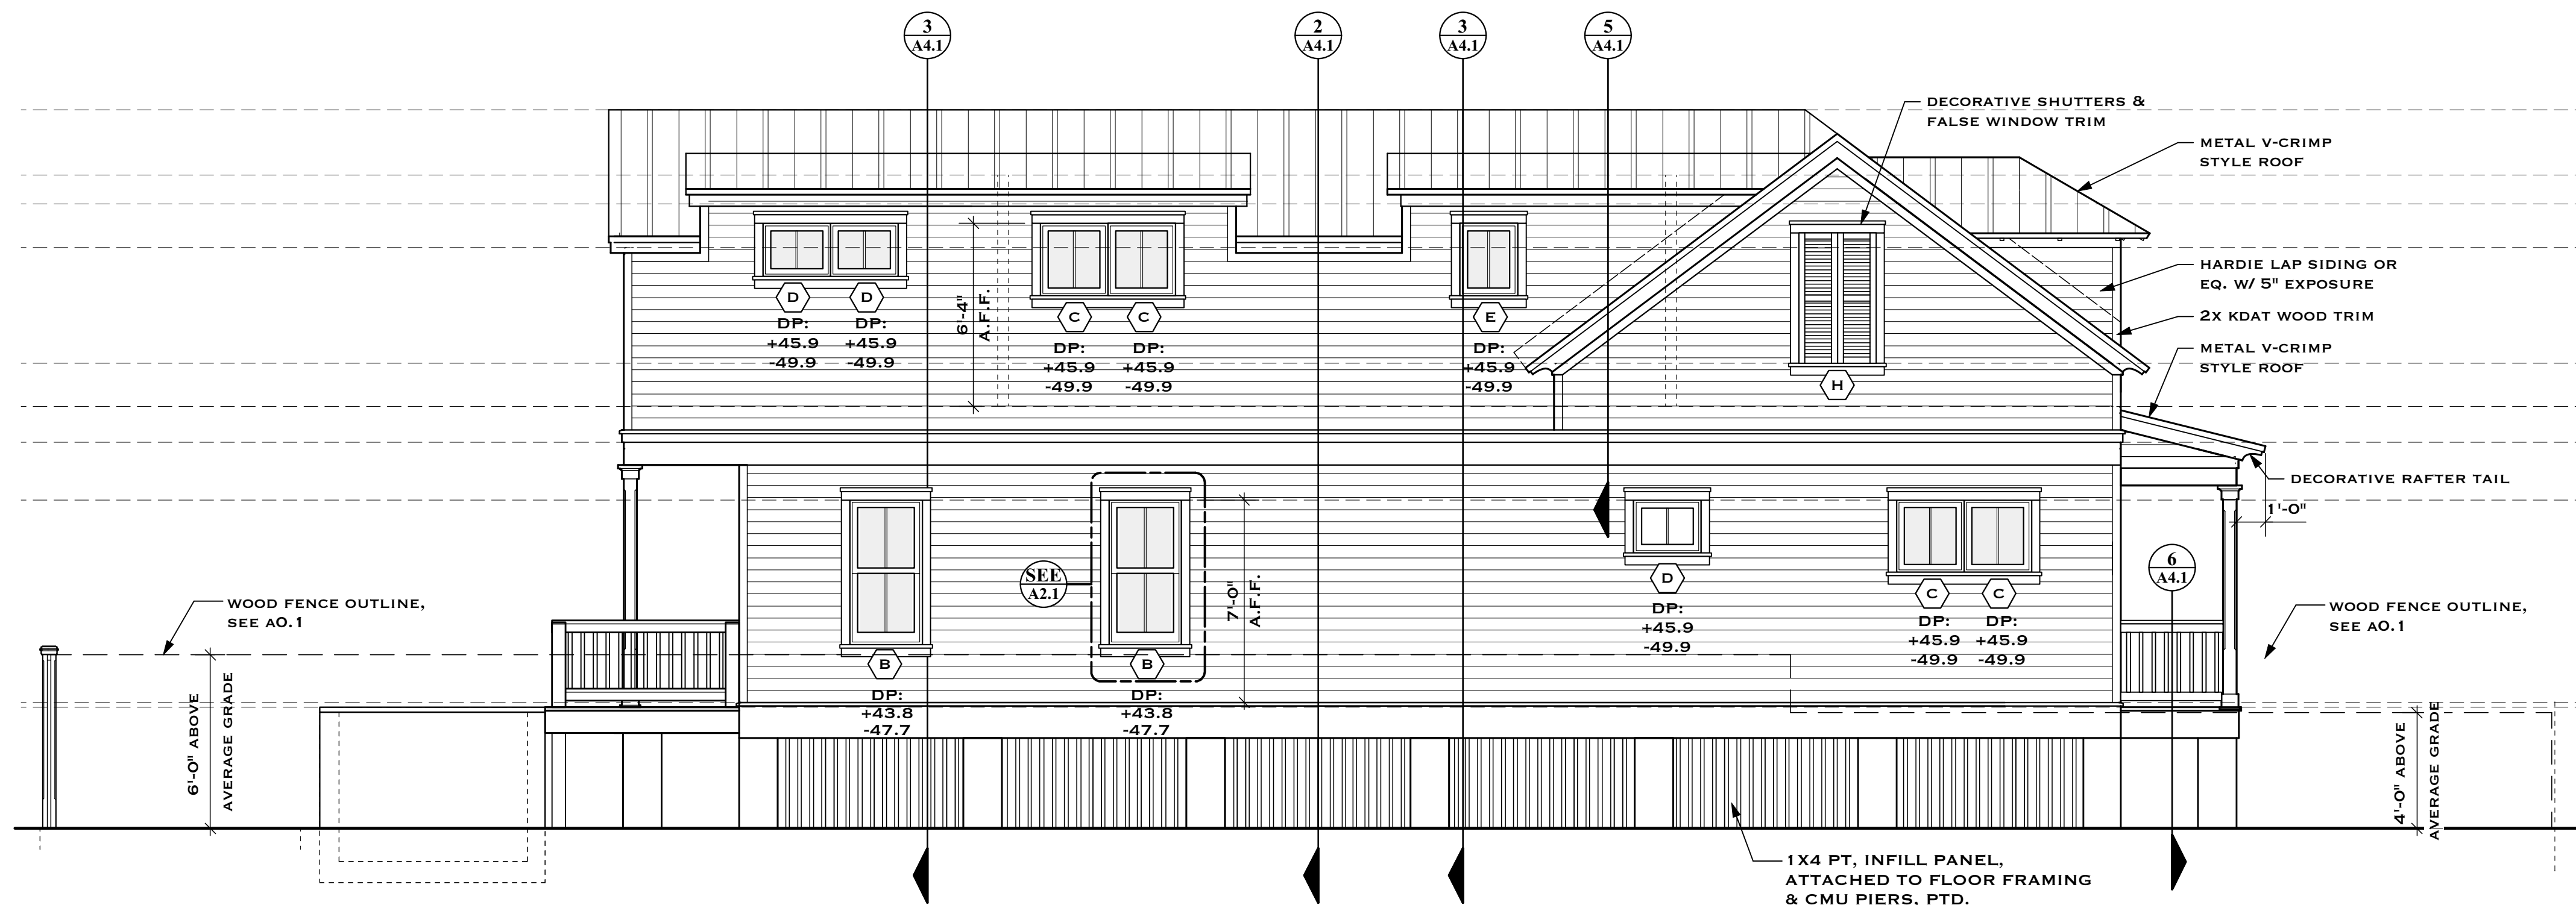 3
A4.1
2
A4.1
3
A4.1
5
A4.1
DECORATIVE SHUTTERS &
FALSE WINDOW TRIM
METAL V-CRIMP
STYLE ROOF
HARDIE LAP SIDING OR
EQ. W/ 5" EXPOSURE
2X KDAT WOOD TRIM
METAL V-CRIMP
STYLE ROOF
DECORATIVE RAFTER TAIL
1'-0"
D
D
DP:
+45.9
-49.9
DP:
+45.9
-49.9
6'-4"
A.F.F.
C
C
DP:
+45.9
-49.9
DP:
+45.9
-49.9
E
DP:
+45.9
-49.9
H
SEE
A2.1
7'-0"
A.F.F.
B
DP:
+43.8
-47.7
B
DP:
+43.8
-47.7
D
DP:
+45.9
-49.9
C
C
DP:
+45.9
-49.9
DP:
+45.9
-49.9
6
A4.1
WOOD FENCE OUTLINE,
SEE A0.1
WOOD FENCE OUTLINE,
SEE A0.1
6'-0" ABOVE
AVERAGE GRADE
4'-0" ABOVE
AVERAGE GRADE
1X4 PT, INFILL PANEL,
ATTACHED TO FLOOR FRAMING
& CMU PIERS, PTD.